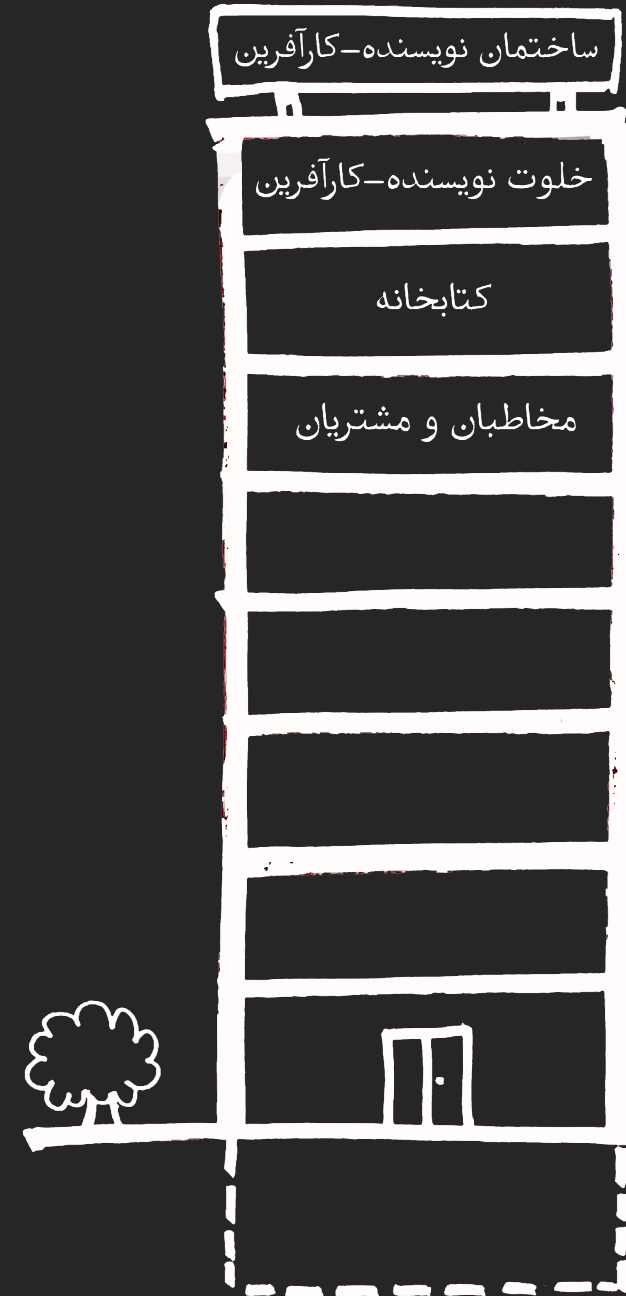 ساختمان نویسنده-کارآفرین
خلوت نویسنده-کارآفرین
کتابخانه
مخاطبان و مشتریان